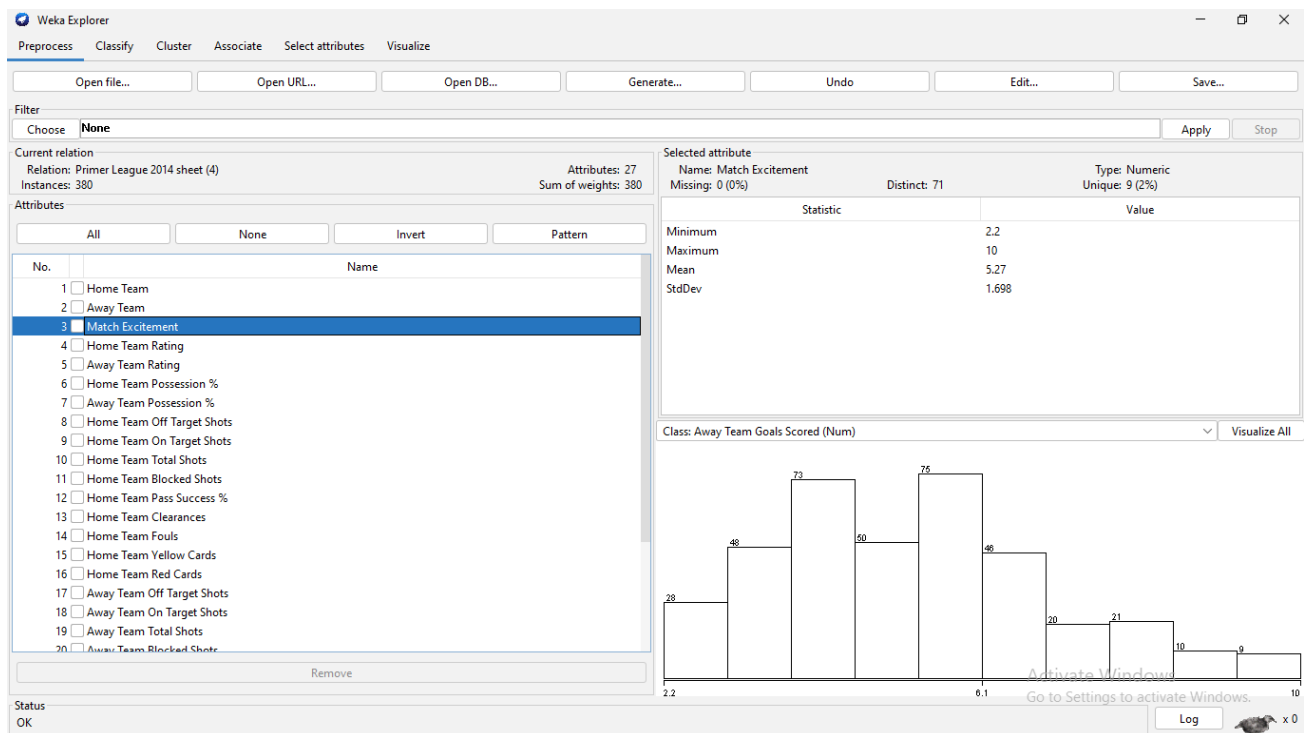 Weka Explorer
Preprocess Classify Cluster Associate Select attributes Visualize
Open file... Open URL... Open DB... Generate... Undo Edit... Save...
Filter
Choose None Apply Stop
Current relation
Relation: Primer League 2014 sheet (4) Attributes: 27
Instances: 380 Sum of weights: 380
Attributes
All None Invert Pattern
No. Name
1 Home Team
2 Away Team
3 Match Excitement
4 Home Team Rating
5 Away Team Rating
6 Home Team Possession %
7 Away Team Possession %
8 Home Team Off Target Shots
9 Home Team On Target Shots
10 Home Team Total Shots
11 Home Team Blocked Shots
12 Home Team Pass Success %
13 Home Team Clearances
14 Home Team Fouls
15 Home Team Yellow Cards
16 Home Team Red Cards
17 Away Team Off Target Shots
18 Away Team On Target Shots
19 Away Team Total Shots
20 Away Team Blocked Shots
Remove
Selected attribute
Name: Match Excitement Type: Numeric
Missing: 0 (0%) Distinct: 71 Unique: 9 (2%)
Statistic Value
Minimum 2.2
Maximum 10
Mean 5.27
StdDev 1.698
Class: Away Team Goals Scored (Num) Visualize All
28 48 73 50 75 46 20 21 10 9
2.2 6.1 10
Activate Windows
Go to Settings to activate Windows.
Status
OK
Log x 0